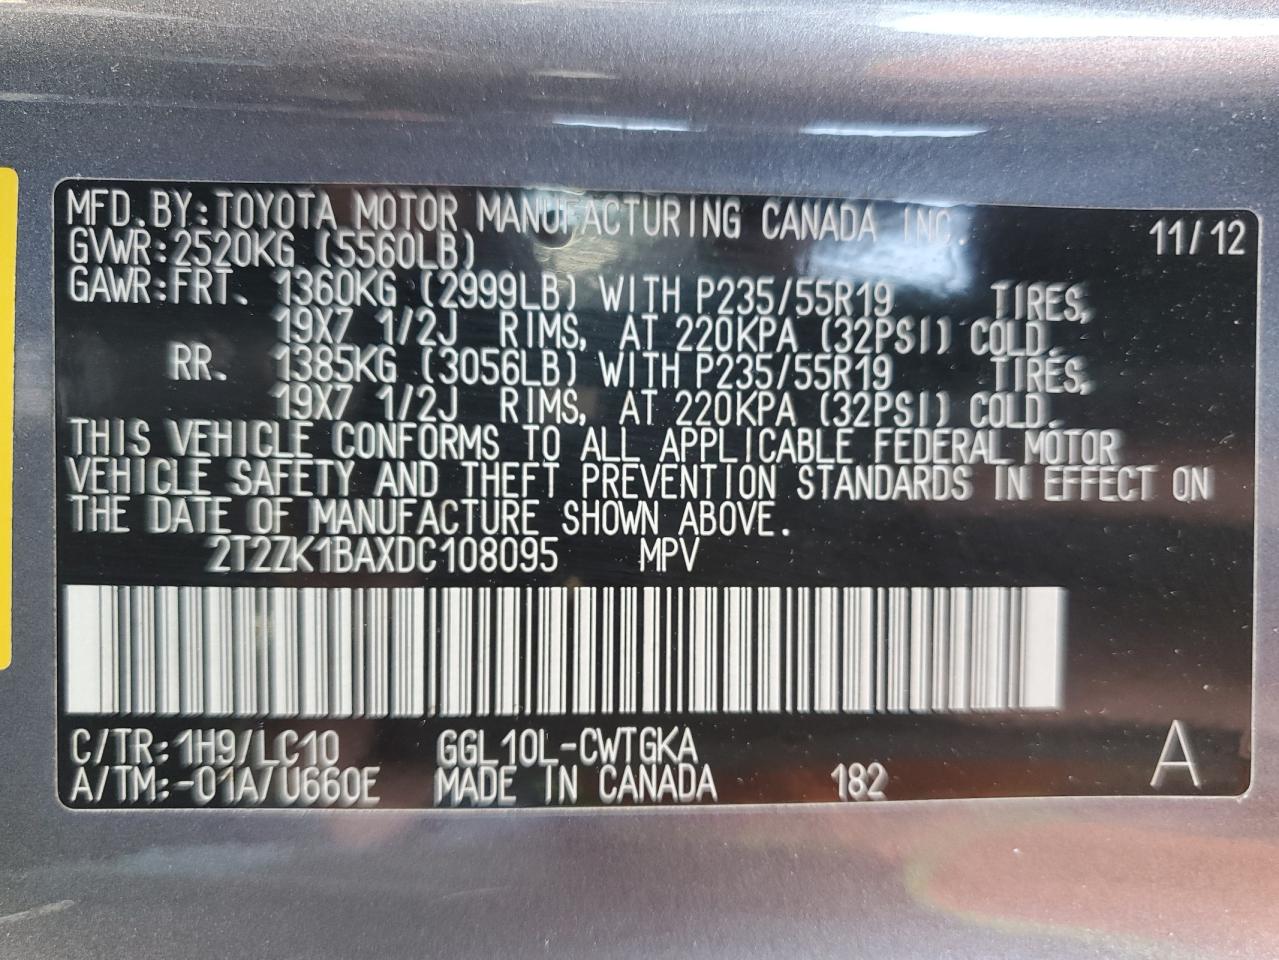 MFD.BY:TOYOTA MOTOR MANUFACTURING CANADA INC. 11/12
GVWR:2520KG (5560LB)
GAWR:FRT. 1360KG (2999LB) WITH P235/55R19 TIRES,
19X7 1/2J RIMS, AT 220KPA (32PSI) COLD.
RR. 1385KG (3056LB) WITH P235/55R19 TIRES,
19X7 1/2J RIMS, AT 220KPA (32PSI) COLD.
THIS VEHICLE CONFORMS TO ALL APPLICABLE FEDERAL MOTOR
VEHICLE SAFETY AND THEFT PREVENTION STANDARDS IN EFFECT ON
THE DATE OF MANUFACTURE SHOWN ABOVE.
2T2ZK1BAXDC108095 MPV
C/TR:1H9/LC10 GGL10L-CWTGKA A
A/TM:-01A/U660E MADE IN CANADA 182